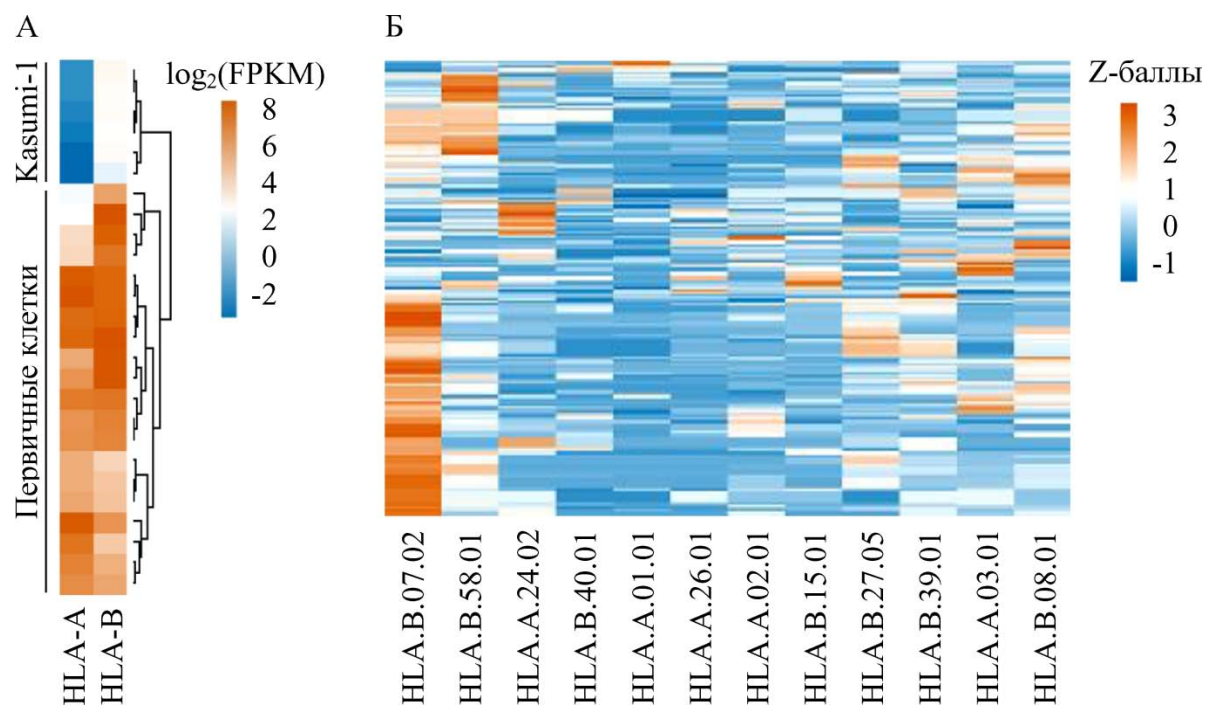 А
Б
Kasumi-1
Первичные клетки
log₂(FPKM)
8
6
4
2
0
-2
HLA-A
HLA-B
Z-баллы
3
2
1
0
-1
HLA.B.07.02
HLA.B.58.01
HLA.A.24.02
HLA.B.40.01
HLA.A.01.01
HLA.A.26.01
HLA.A.02.01
HLA.B.15.01
HLA.B.27.05
HLA.B.39.01
HLA.A.03.01
HLA.B.08.01